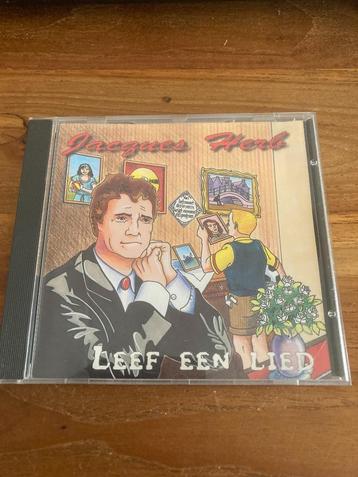 Jacques Herb
LEEF EEN LIED